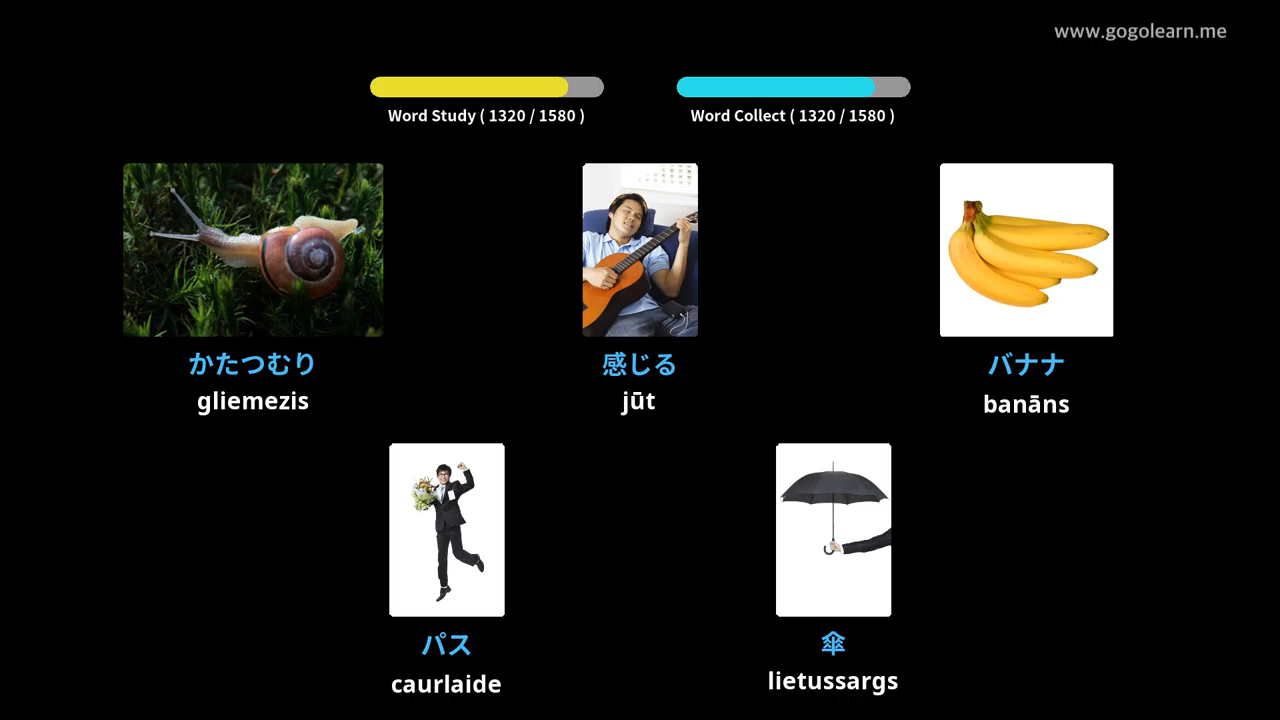 www.gogolearn.me
Word Study ( 1320 / 1580 )
Word Collect ( 1320 / 1580 )
かたつむり
gliemezis
感じる
jūt
バナナ
banāns
パス
caurlaide
傘
lietussargs